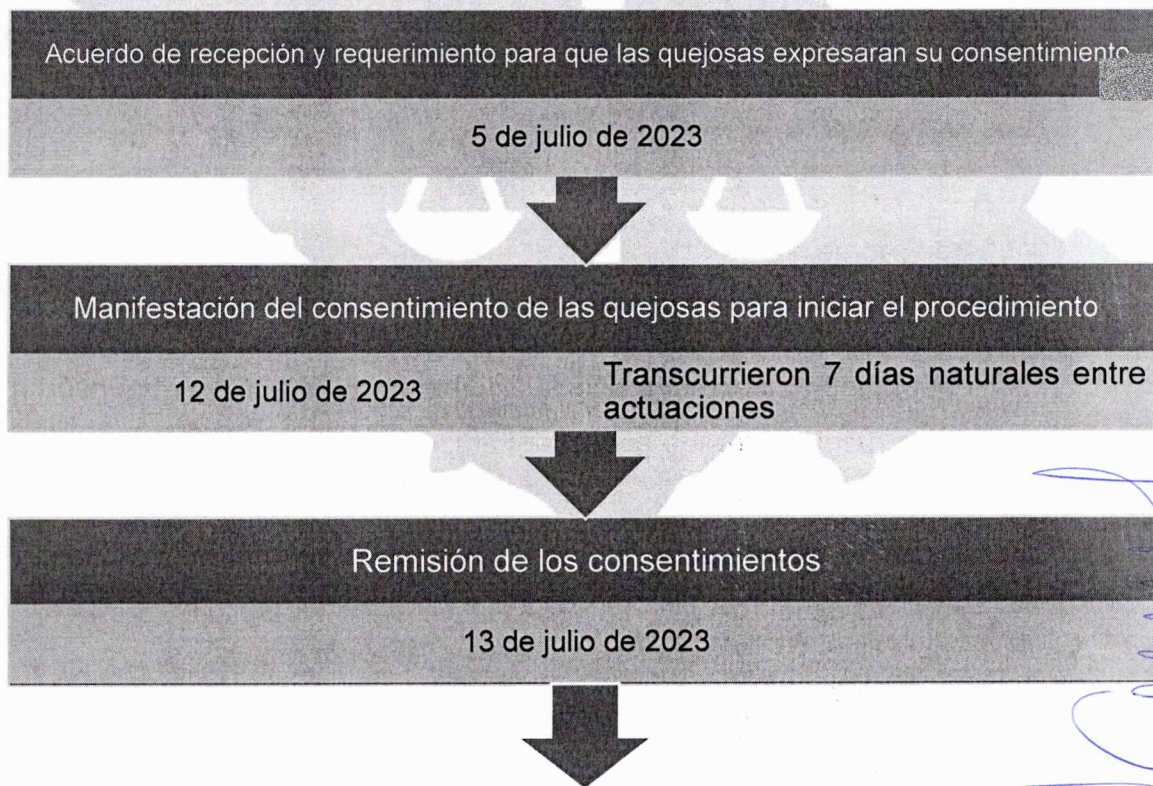 Acuerdo de recepción y requerimiento para que las quejosas expresaran su consentimiento
5 de julio de 2023
Manifestación del consentimiento de las quejosas para iniciar el procedimiento
12 de julio de 2023
Transcurrieron 7 días naturales entre
actuaciones
Remisión de los consentimientos
13 de julio de 2023